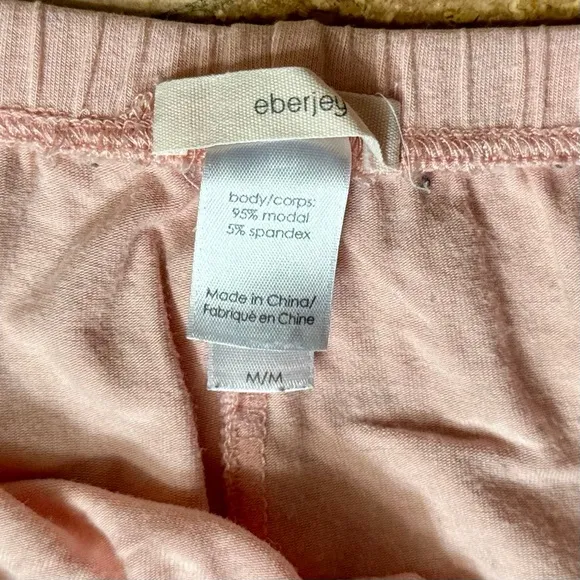 eberjey
body/corps:
95% modal
5% spandex
Made in China/
Fabriqué en Chine
M/M